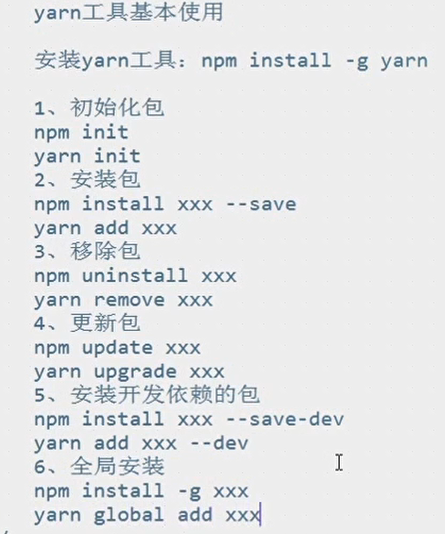 yarn工具基本使用
安装yarn工具：npm install -g yarn
1、初始化包
npm init
yarn init
2、安装包
npm install xxx --save
yarn add xxx
3、移除包
npm uninstall xxx
yarn remove xxx
4、更新包
npm update xxx
yarn upgrade xxx
5、安装开发依赖的包
npm install xxx --save-dev
yarn add xxx --dev
6、全局安装
npm install -g xxx
yarn global add xxx